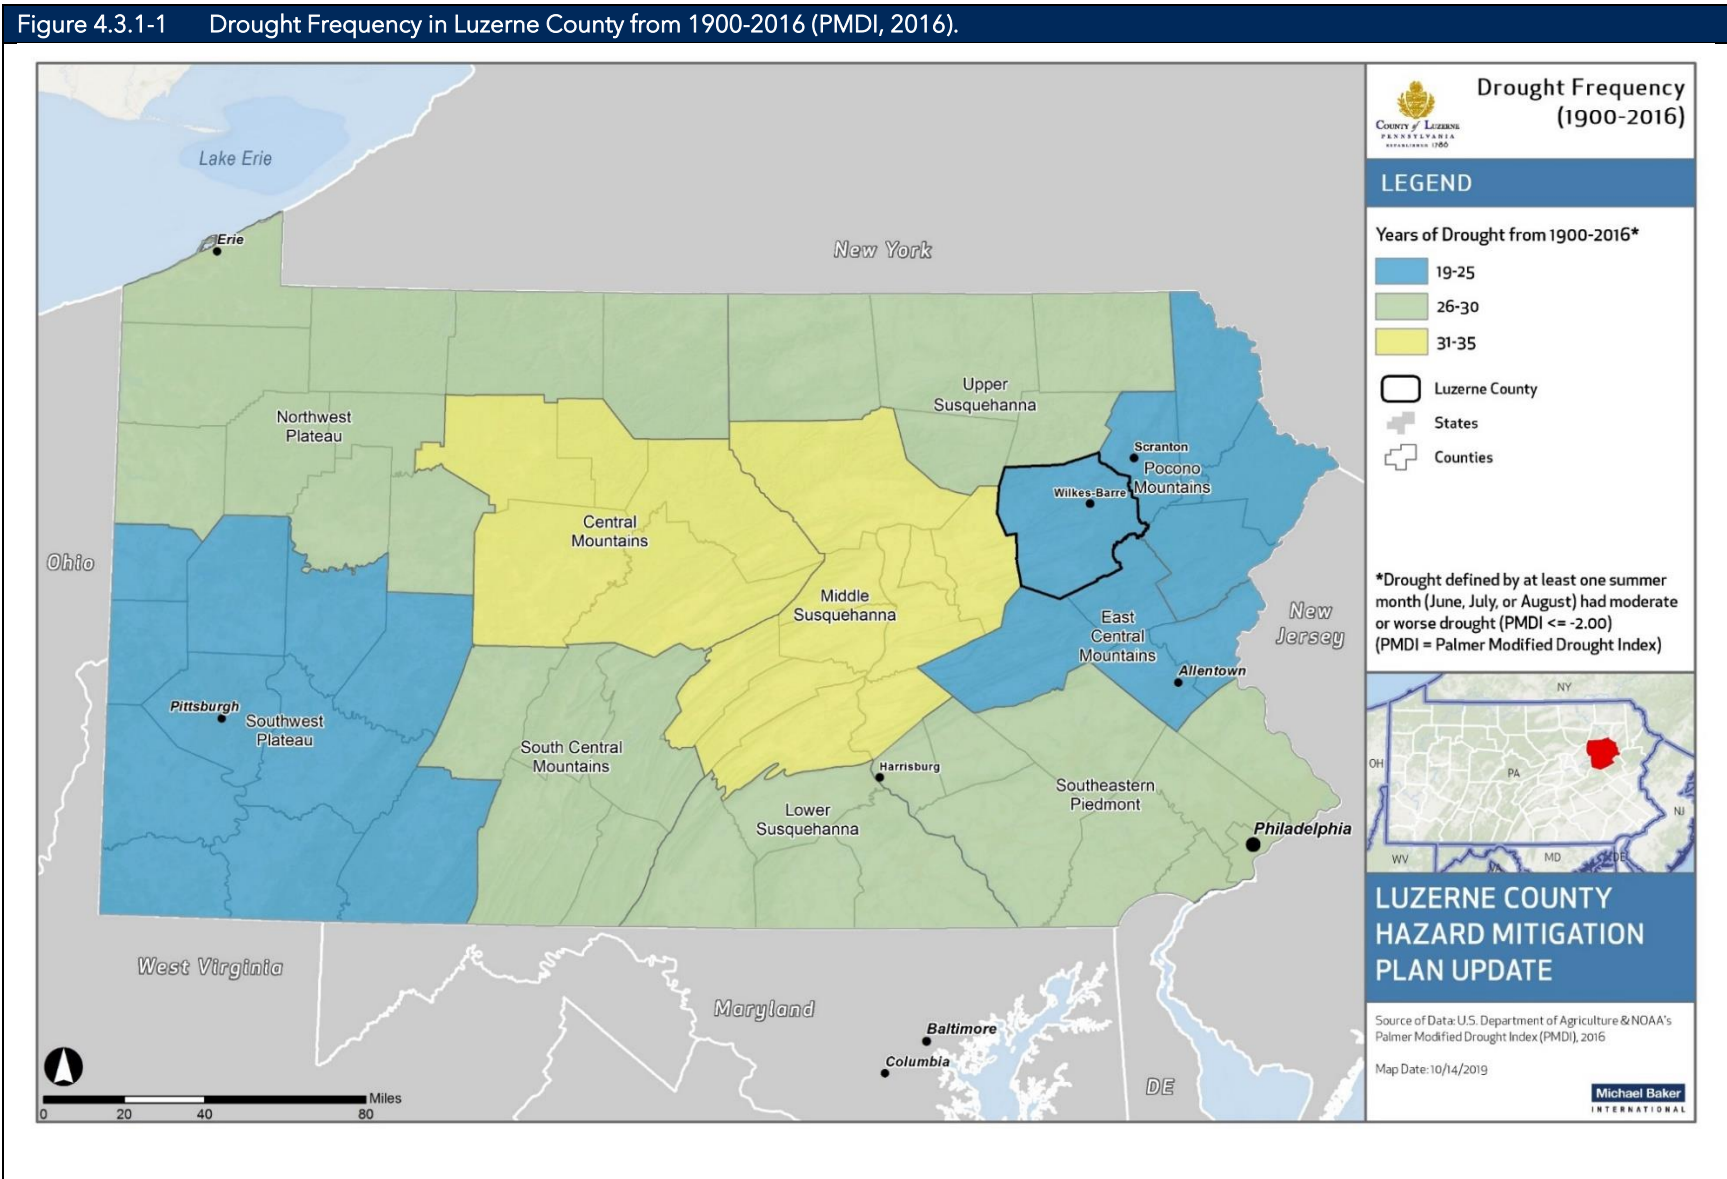 Figure 4.3.1-1 Drought Frequency in Luzerne County from 1900-2016 (PMDI, 2016).
Lake Erie
Erie
New York
Upper
Susquehanna
Northwest
Plateau
Scranton
Pocono
Mountains
Wilkes-Barre
Central
Mountains
Ohio
Middle
Susquehanna
East
Central
Mountains
New
Jersey
Allentown
Pittsburgh
Southwest
Plateau
South Central
Mountains
Harrisburg
Southeastern
Piedmont
Lower
Susquehanna
Philadelphia
West Virginia
Maryland
Baltimore
Columbia
DE
Miles
0 20 40 80
COUNTY of LUZERNE
PENNSYLVANIA
ESTABLISHED 1786
Drought Frequency
(1900-2016)
LEGEND
Years of Drought from 1900-2016*
19-25
26-30
31-35
Luzerne County
States
Counties
*Drought defined by at least one summer
month (June, July, or August) had moderate
or worse drought (PMDI <= -2.00)
(PMDI = Palmer Modified Drought Index)
NY
OH
PA
NJ
WV
VA
MD
DE
LUZERNE COUNTY
HAZARD MITIGATION
PLAN UPDATE
Source of Data: U.S. Department of Agriculture & NOAA's
Palmer Modified Drought Index (PMDI), 2016
Map Date: 10/14/2019
Michael Baker
INTERNATIONAL